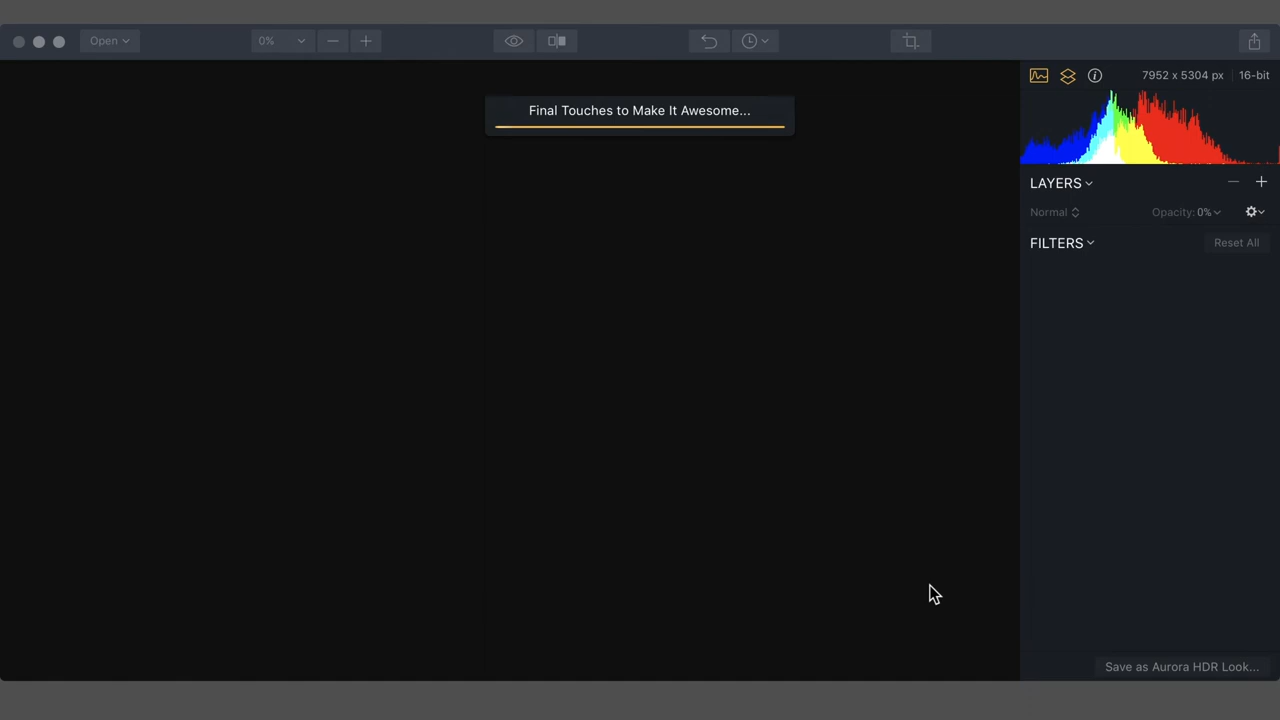 Open
0%
Final Touches to Make It Awesome...
7952 x 5304 px
16-bit
LAYERS
Normal
Opacity: 0%
FILTERS
Reset All
Save as Aurora HDR Look...